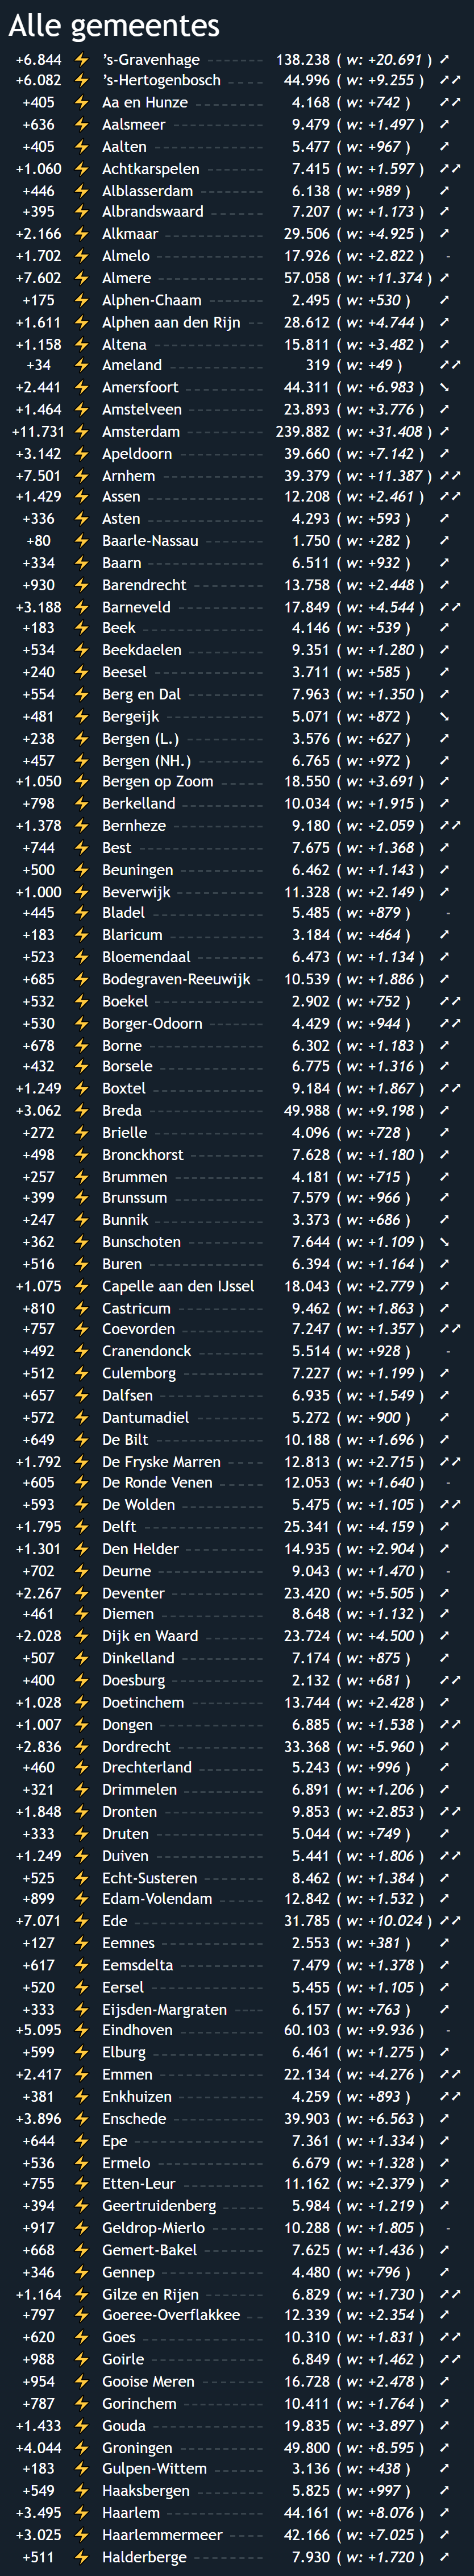 Alle gemeentes
+6.844 ⚡ 's-Gravenhage 138.238 ( w: +20.691 ) ↗
+6.082 ⚡ 's-Hertogenbosch 44.996 ( w: +9.255 ) ↗↗
+405 ⚡ Aa en Hunze 4.168 ( w: +742 ) ↗↗
+636 ⚡ Aalsmeer 9.479 ( w: +1.497 ) ↗
+405 ⚡ Aalten 5.477 ( w: +967 ) ↗
+1.060 ⚡ Achtkarspelen 7.415 ( w: +1.597 ) ↗↗
+446 ⚡ Alblasserdam 6.138 ( w: +989 ) ↗
+395 ⚡ Albrandswaard 7.207 ( w: +1.173 ) ↗
+2.166 ⚡ Alkmaar 29.506 ( w: +4.925 ) ↗
+1.702 ⚡ Almelo 17.926 ( w: +2.822 ) -
+7.602 ⚡ Almere 57.058 ( w: +11.374 ) ↗
+175 ⚡ Alphen-Chaam 2.495 ( w: +530 ) ↗
+1.611 ⚡ Alphen aan den Rijn 28.612 ( w: +4.744 ) ↗
+1.158 ⚡ Altena 15.811 ( w: +3.482 ) ↗
+34 ⚡ Ameland 319 ( w: +49 ) ↗↗
+2.441 ⚡ Amersfoort 44.311 ( w: +6.983 ) ↘
+1.464 ⚡ Amstelveen 23.893 ( w: +3.776 ) ↗
+11.731 ⚡ Amsterdam 239.882 ( w: +31.408 ) ↗
+3.142 ⚡ Apeldoorn 39.660 ( w: +7.142 ) ↗
+7.501 ⚡ Arnhem 39.379 ( w: +11.387 ) ↗↗
+1.429 ⚡ Assen 12.208 ( w: +2.461 ) ↗↗
+336 ⚡ Asten 4.293 ( w: +593 ) ↗
+80 ⚡ Baarle-Nassau 1.750 ( w: +282 ) ↗
+334 ⚡ Baarn 6.511 ( w: +932 ) ↗
+930 ⚡ Barendrecht 13.758 ( w: +2.448 ) ↗
+3.188 ⚡ Barneveld 17.849 ( w: +4.544 ) ↗↗
+183 ⚡ Beek 4.146 ( w: +539 ) ↗
+534 ⚡ Beekdaelen 9.351 ( w: +1.280 ) ↗
+240 ⚡ Beesel 3.711 ( w: +585 ) ↗
+554 ⚡ Berg en Dal 7.963 ( w: +1.350 ) ↗
+481 ⚡ Bergeijk 5.071 ( w: +872 ) ↘
+238 ⚡ Bergen (L.) 3.576 ( w: +627 ) ↗
+457 ⚡ Bergen (NH.) 6.765 ( w: +972 ) ↗
+1.050 ⚡ Bergen op Zoom 18.550 ( w: +3.691 ) ↗
+798 ⚡ Berkelland 10.034 ( w: +1.915 ) ↗
+1.378 ⚡ Bernheze 9.180 ( w: +2.059 ) ↗↗
+744 ⚡ Best 7.675 ( w: +1.368 ) ↗
+500 ⚡ Beuningen 6.462 ( w: +1.143 ) ↗
+1.000 ⚡ Beverwijk 11.328 ( w: +2.149 ) ↗
+445 ⚡ Bladel 5.485 ( w: +879 ) -
+183 ⚡ Blaricum 3.184 ( w: +464 ) ↗
+523 ⚡ Bloemendaal 6.473 ( w: +1.134 ) ↗
+685 ⚡ Bodegraven-Reeuwijk 10.539 ( w: +1.886 ) ↗
+532 ⚡ Boekel 2.902 ( w: +752 ) ↗↗
+530 ⚡ Borger-Odoorn 4.429 ( w: +944 ) ↗↗
+678 ⚡ Borne 6.302 ( w: +1.183 ) ↗
+432 ⚡ Borsele 6.775 ( w: +1.316 ) ↗
+1.249 ⚡ Boxtel 9.184 ( w: +1.867 ) ↗↗
+3.062 ⚡ Breda 49.988 ( w: +9.198 ) ↗
+272 ⚡ Brielle 4.096 ( w: +728 ) ↗
+498 ⚡ Bronckhorst 7.628 ( w: +1.180 ) ↗
+257 ⚡ Brummen 4.181 ( w: +715 ) ↗
+399 ⚡ Brunssum 7.579 ( w: +966 ) ↗
+247 ⚡ Bunnik 3.373 ( w: +686 ) ↗
+362 ⚡ Bunschoten 7.644 ( w: +1.109 ) ↘
+516 ⚡ Buren 6.394 ( w: +1.164 ) ↗
+1.075 ⚡ Capelle aan den IJssel 18.043 ( w: +2.779 ) ↗
+810 ⚡ Castricum 9.462 ( w: +1.863 ) ↗
+757 ⚡ Coevorden 7.247 ( w: +1.357 ) ↗↗
+492 ⚡ Cranendonck 5.514 ( w: +928 ) -
+512 ⚡ Culemborg 7.227 ( w: +1.199 ) ↗
+657 ⚡ Dalfsen 6.935 ( w: +1.549 ) ↗
+572 ⚡ Dantumadiel 5.272 ( w: +900 ) ↗
+649 ⚡ De Bilt 10.188 ( w: +1.696 ) ↗
+1.792 ⚡ De Fryske Marren 12.813 ( w: +2.715 ) ↗↗
+605 ⚡ De Ronde Venen 12.053 ( w: +1.640 ) -
+593 ⚡ De Wolden 5.475 ( w: +1.105 ) ↗↗
+1.795 ⚡ Delft 25.341 ( w: +4.159 ) ↗
+1.301 ⚡ Den Helder 14.935 ( w: +2.904 ) ↗
+702 ⚡ Deurne 9.043 ( w: +1.470 ) -
+2.267 ⚡ Deventer 23.420 ( w: +5.505 ) ↗
+461 ⚡ Diemen 8.648 ( w: +1.132 ) ↗
+2.028 ⚡ Dijk en Waard 23.724 ( w: +4.500 ) ↗
+507 ⚡ Dinkelland 7.174 ( w: +875 ) ↗
+400 ⚡ Doesburg 2.132 ( w: +681 ) ↗↗
+1.028 ⚡ Doetinchem 13.744 ( w: +2.428 ) ↗
+1.007 ⚡ Dongen 6.885 ( w: +1.538 ) ↗↗
+2.836 ⚡ Dordrecht 33.368 ( w: +5.960 ) ↗
+460 ⚡ Drechterland 5.243 ( w: +996 ) ↗
+321 ⚡ Drimmelen 6.891 ( w: +1.206 ) ↗
+1.848 ⚡ Dronten 9.853 ( w: +2.853 ) ↗↗
+333 ⚡ Druten 5.044 ( w: +749 ) ↗
+1.249 ⚡ Duiven 5.441 ( w: +1.806 ) ↗↗
+525 ⚡ Echt-Susteren 8.462 ( w: +1.384 ) ↗
+899 ⚡ Edam-Volendam 12.842 ( w: +1.532 ) ↗
+7.071 ⚡ Ede 31.785 ( w: +10.024 ) ↗↗
+127 ⚡ Eemnes 2.553 ( w: +381 ) ↗
+617 ⚡ Eemsdelta 7.479 ( w: +1.378 ) ↗
+520 ⚡ Eersel 5.455 ( w: +1.105 ) ↗
+333 ⚡ Eijsden-Margraten 6.157 ( w: +763 ) ↗
+5.095 ⚡ Eindhoven 60.103 ( w: +9.936 ) -
+599 ⚡ Elburg 6.461 ( w: +1.275 ) ↗
+2.417 ⚡ Emmen 22.134 ( w: +4.276 ) ↗↗
+381 ⚡ Enkhuizen 4.259 ( w: +893 ) ↗↗
+3.896 ⚡ Enschede 39.903 ( w: +6.563 ) ↗
+644 ⚡ Epe 7.361 ( w: +1.334 ) ↗
+536 ⚡ Ermelo 6.679 ( w: +1.328 ) ↗
+755 ⚡ Etten-Leur 11.162 ( w: +2.379 ) ↗
+394 ⚡ Geertruidenberg 5.984 ( w: +1.219 ) ↗
+917 ⚡ Geldrop-Mierlo 10.288 ( w: +1.805 ) -
+668 ⚡ Gemert-Bakel 7.625 ( w: +1.436 ) ↗
+346 ⚡ Gennep 4.480 ( w: +796 ) ↗
+1.164 ⚡ Gilze en Rijen 6.829 ( w: +1.730 ) ↗↗
+797 ⚡ Goeree-Overflakkee 12.339 ( w: +2.354 ) ↗
+620 ⚡ Goes 10.310 ( w: +1.831 ) ↗↗
+988 ⚡ Goirle 6.849 ( w: +1.462 ) ↗↗
+954 ⚡ Gooise Meren 16.728 ( w: +2.478 ) ↗
+787 ⚡ Gorinchem 10.411 ( w: +1.764 ) ↗
+1.433 ⚡ Gouda 19.835 ( w: +3.897 ) ↗
+4.044 ⚡ Groningen 49.800 ( w: +8.595 ) ↗
+183 ⚡ Gulpen-Wittem 3.136 ( w: +438 ) ↗
+549 ⚡ Haaksbergen 5.825 ( w: +997 ) ↗
+3.495 ⚡ Haarlem 44.161 ( w: +8.076 ) ↗
+3.025 ⚡ Haarlemmermeer 42.166 ( w: +7.025 ) ↗
+511 ⚡ Halderberge 7.930 ( w: +1.720 ) ↗